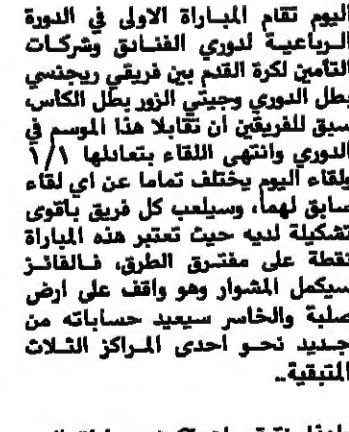 اليوم تقام المباراة الاولى في الدورة
الرباعية لدوري الفنادق وشركات
التأمين لكرة القدم بين فريقي ريجنسي
بطل الدوري وجيتي الزور بطل الكأس،
سبق للفريقين ان تقابلا هذا الموسم في
الدوري وانتهى اللقاء بتعادلها ١/١
ولقاء اليوم يختلف تماما عن اي لقاء
سابق لهما، وسيلعب كل فريق باقوى
تشكيلة لديه حيث تعتبر هذه المباراة
نقطة على مفترق الطرق، فالفائز
سيكمل المشوار وهو واقف على ارض
صلبة والخاسر سيعيد حساباته من
جديد نحو احدى المراكز الثلاث
المتبقية..